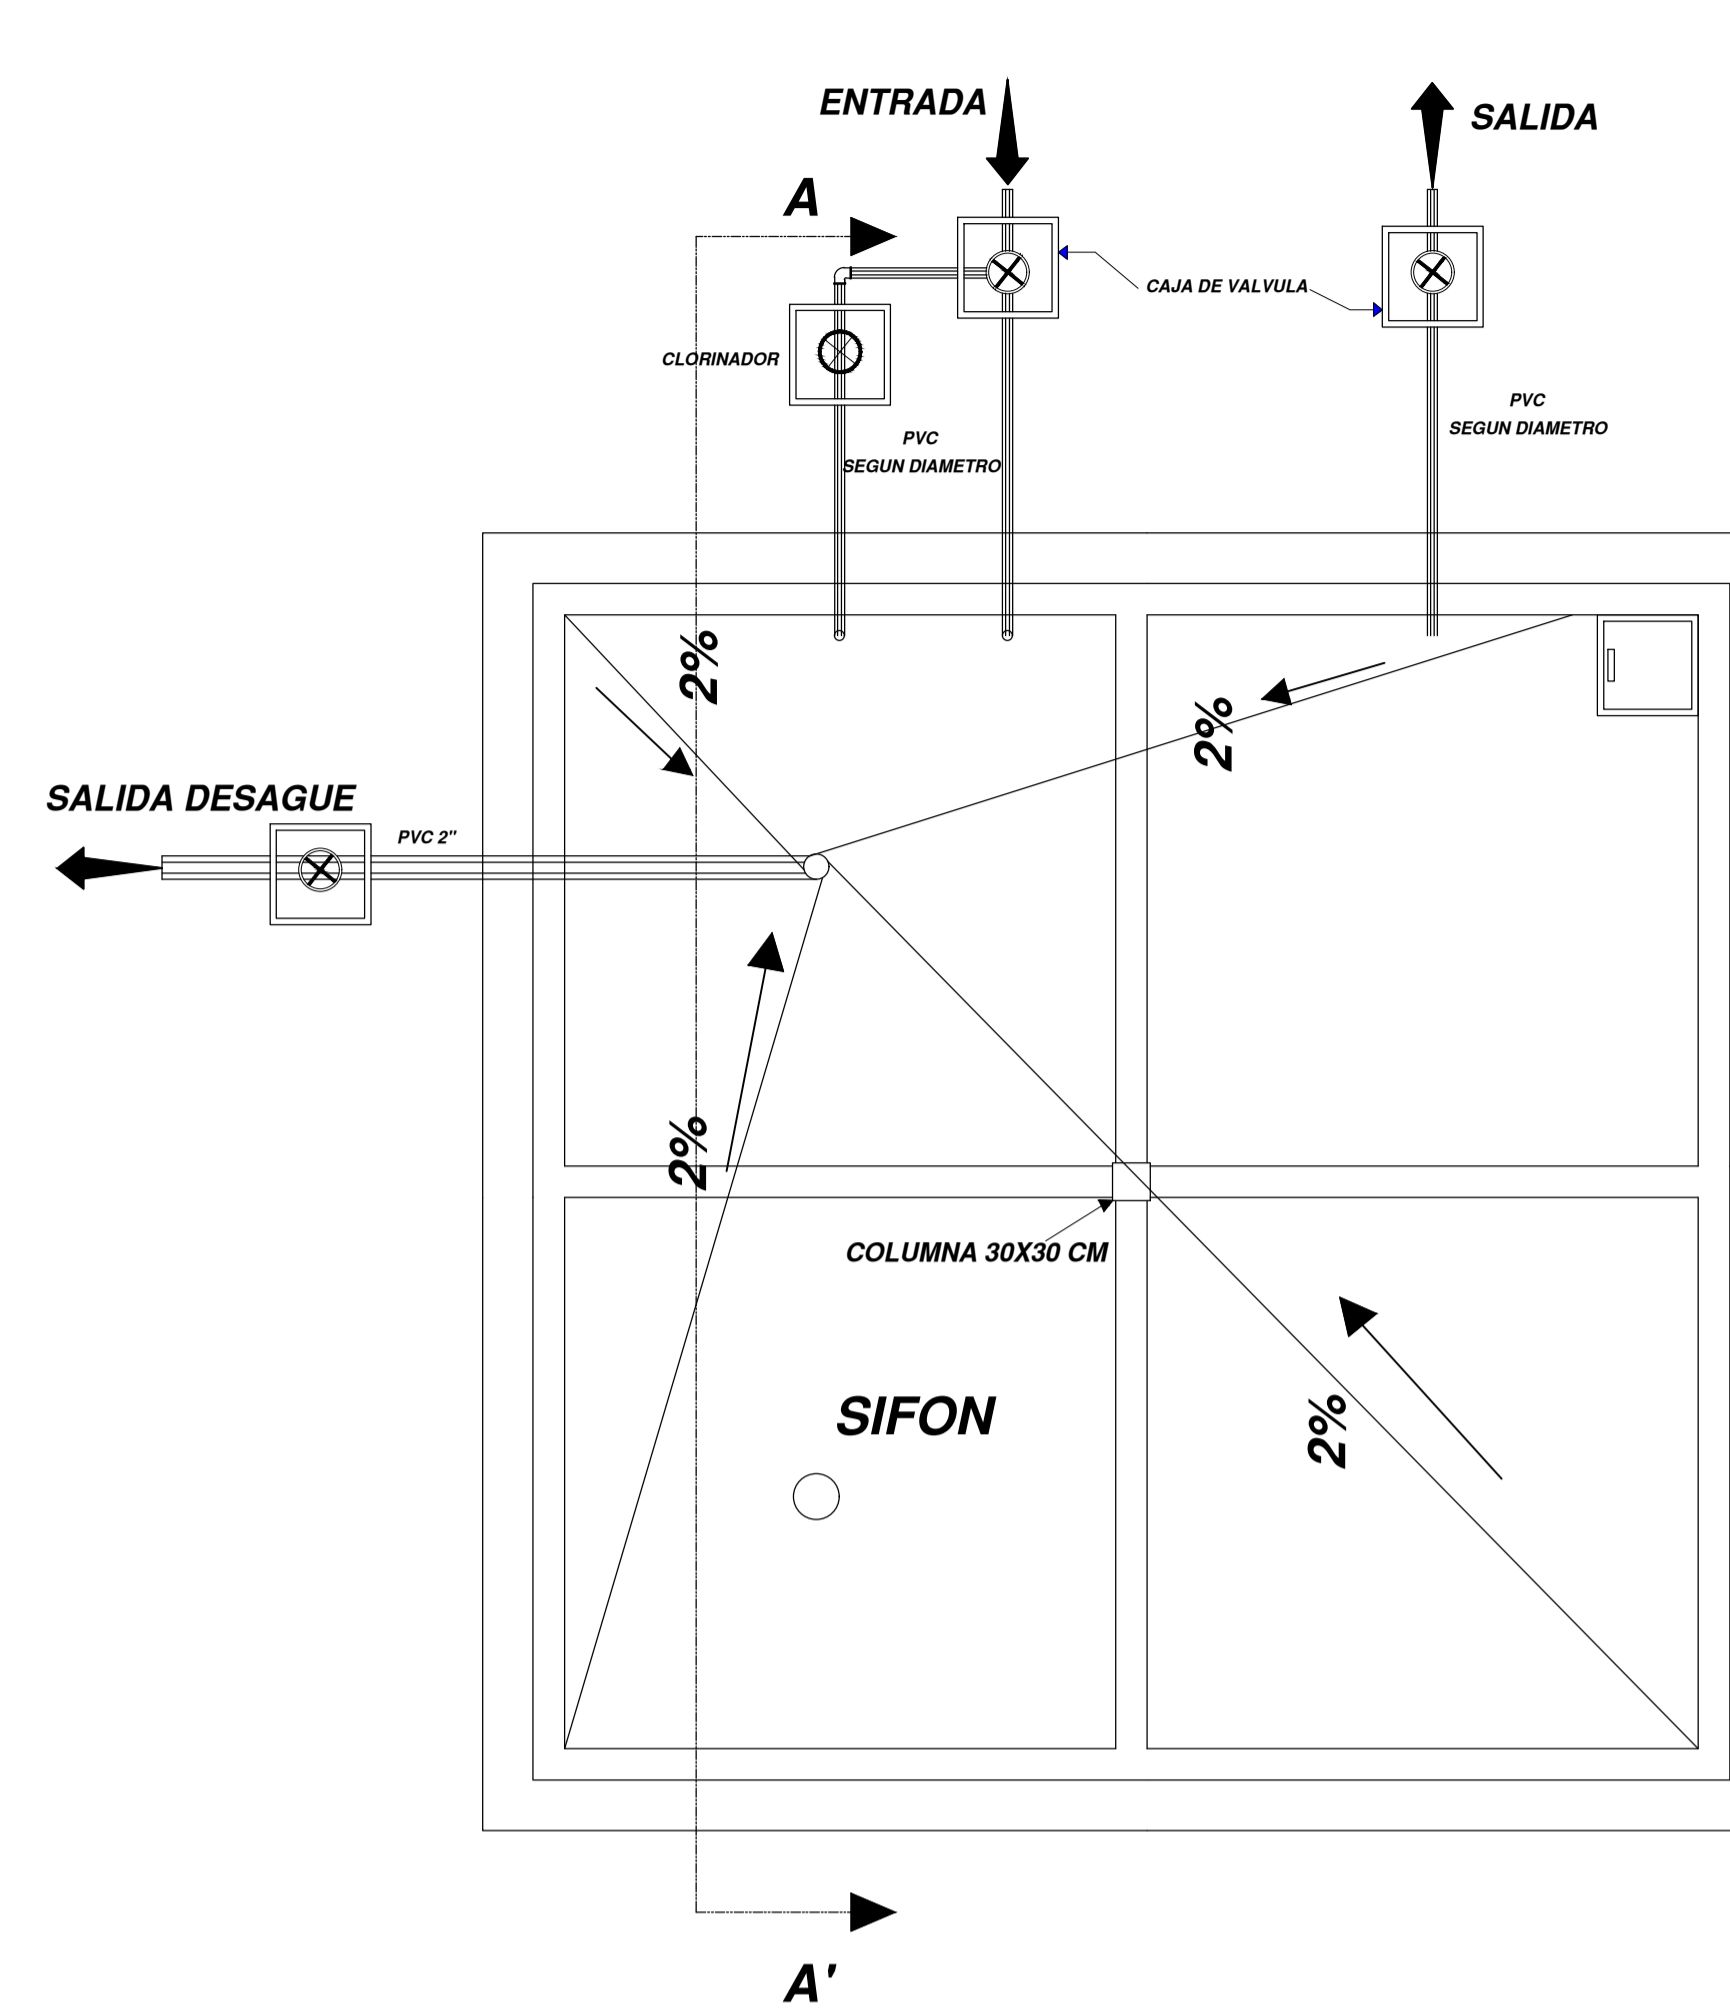 ENTRADA
SALIDA
A
CAJA DE VALVULA
CLORINADOR
PVC
SEGUN DIAMETRO
PVC
SEGUN DIAMETRO
2%
2%
SALIDA DESAGUE
PVC 2"
2%
COLUMNA 30X30 CM
SIFON
2%
A'